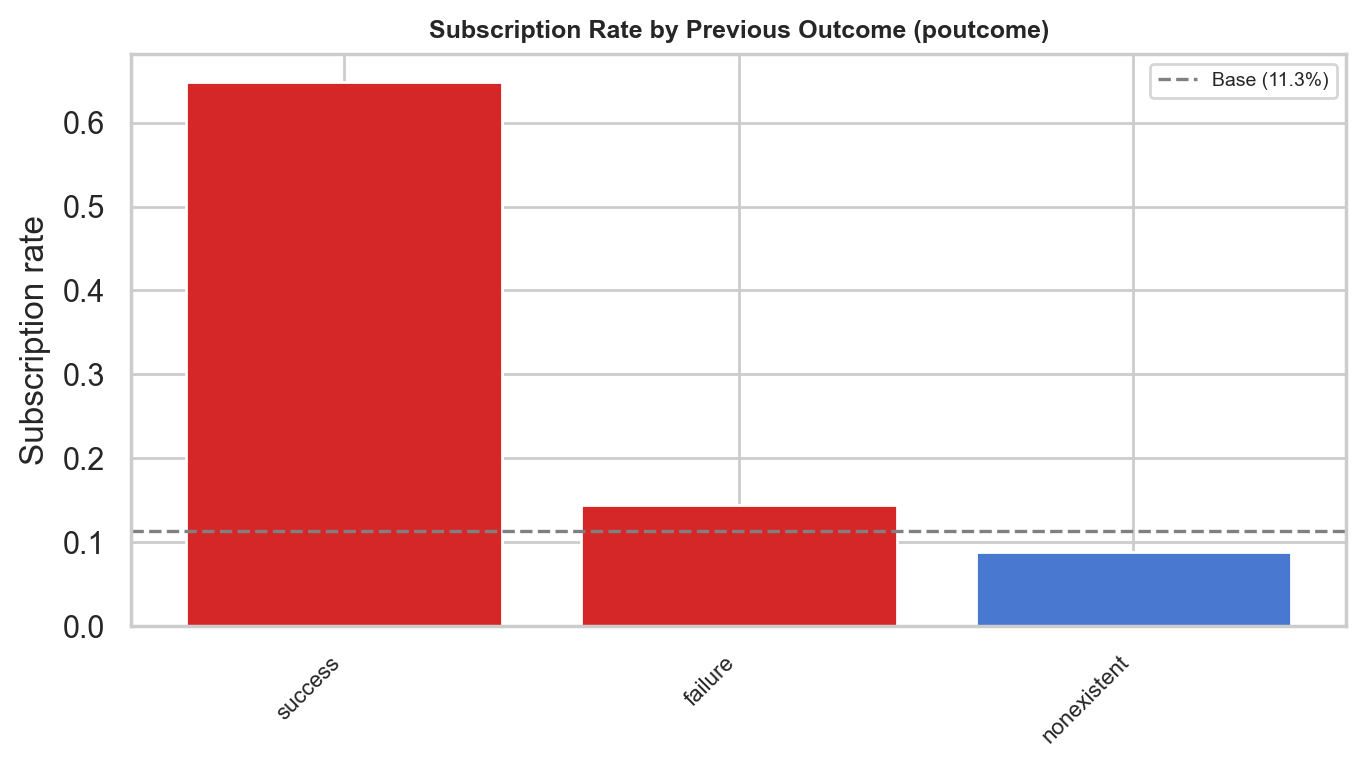 Subscription Rate by Previous Outcome (poutcome)
Base (11.3%)
Subscription rate
0.6
0.5
0.4
0.3
0.2
0.1
0.0
success
failure
nonexistent